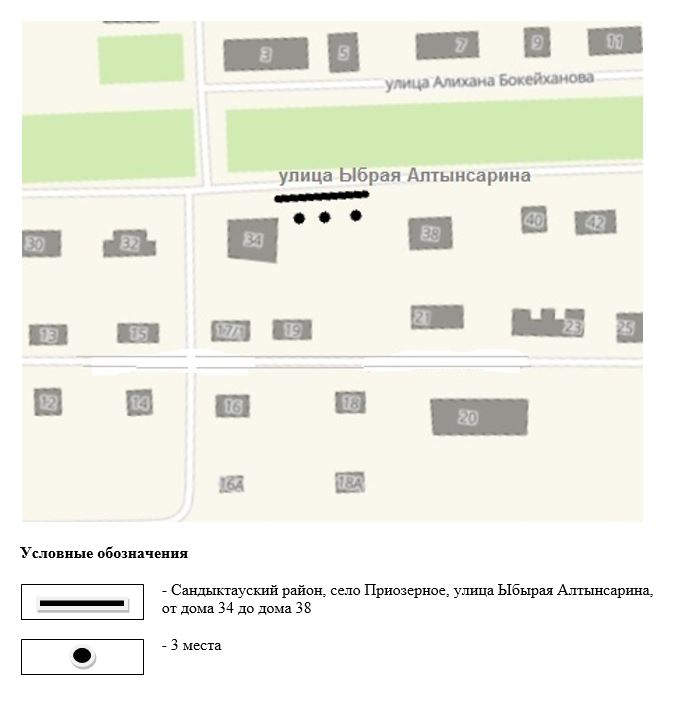 3
5
7
9
11
улица Алихана Бокейханова
улица Ыбрая Алтынсарина
30
32
34
38
40
42
13
15
17/1
19
21
23
25
12
14
16
18
20
16А
18А
Условные обозначения
- Сандыктауский район, село Приозерное, улица Ыбырая Алтынсарина,
от дома 34 до дома 38
- 3 места